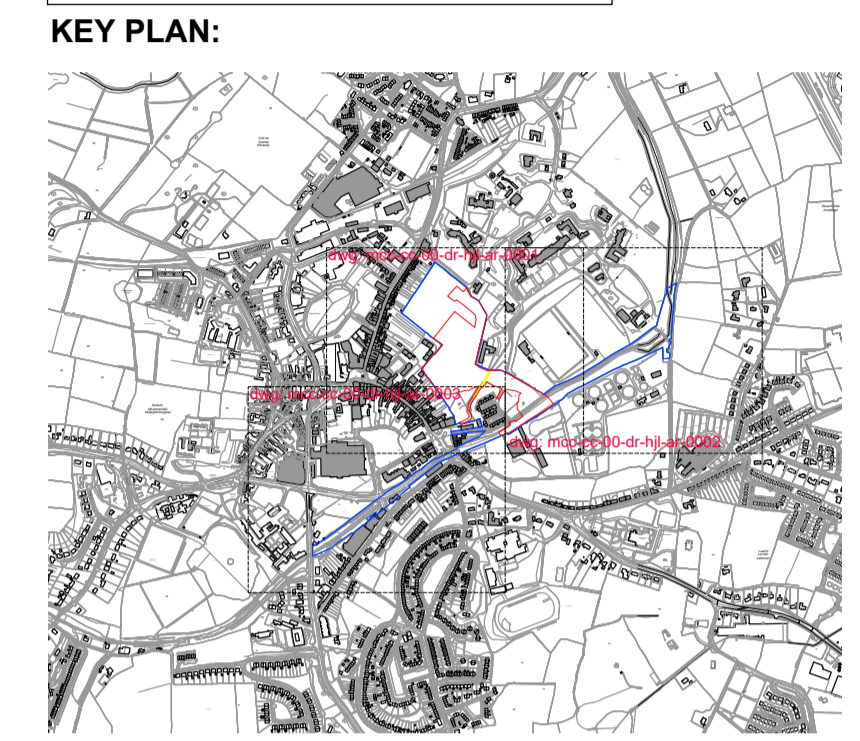 KEY PLAN:
dwg: mcc-cc-00-dr-hjl-ar-0001
dwg: mcc-cc-00-dr-hjl-ar-0003
dwg: mcc-cc-00-dr-hjl-ar-0002